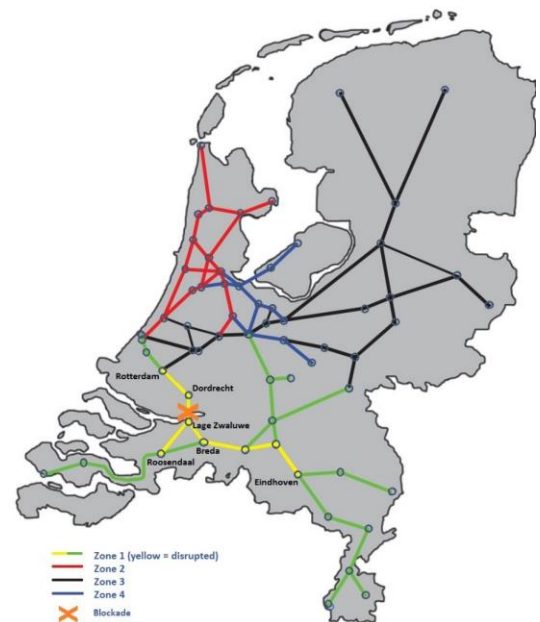 Rotterdam
Dordrecht
Lage Zwaluwe
Breda
Roosendaal
Eindhoven
Zone 1 (yellow = disrupted)
Zone 2
Zone 3
Zone 4
Blockade